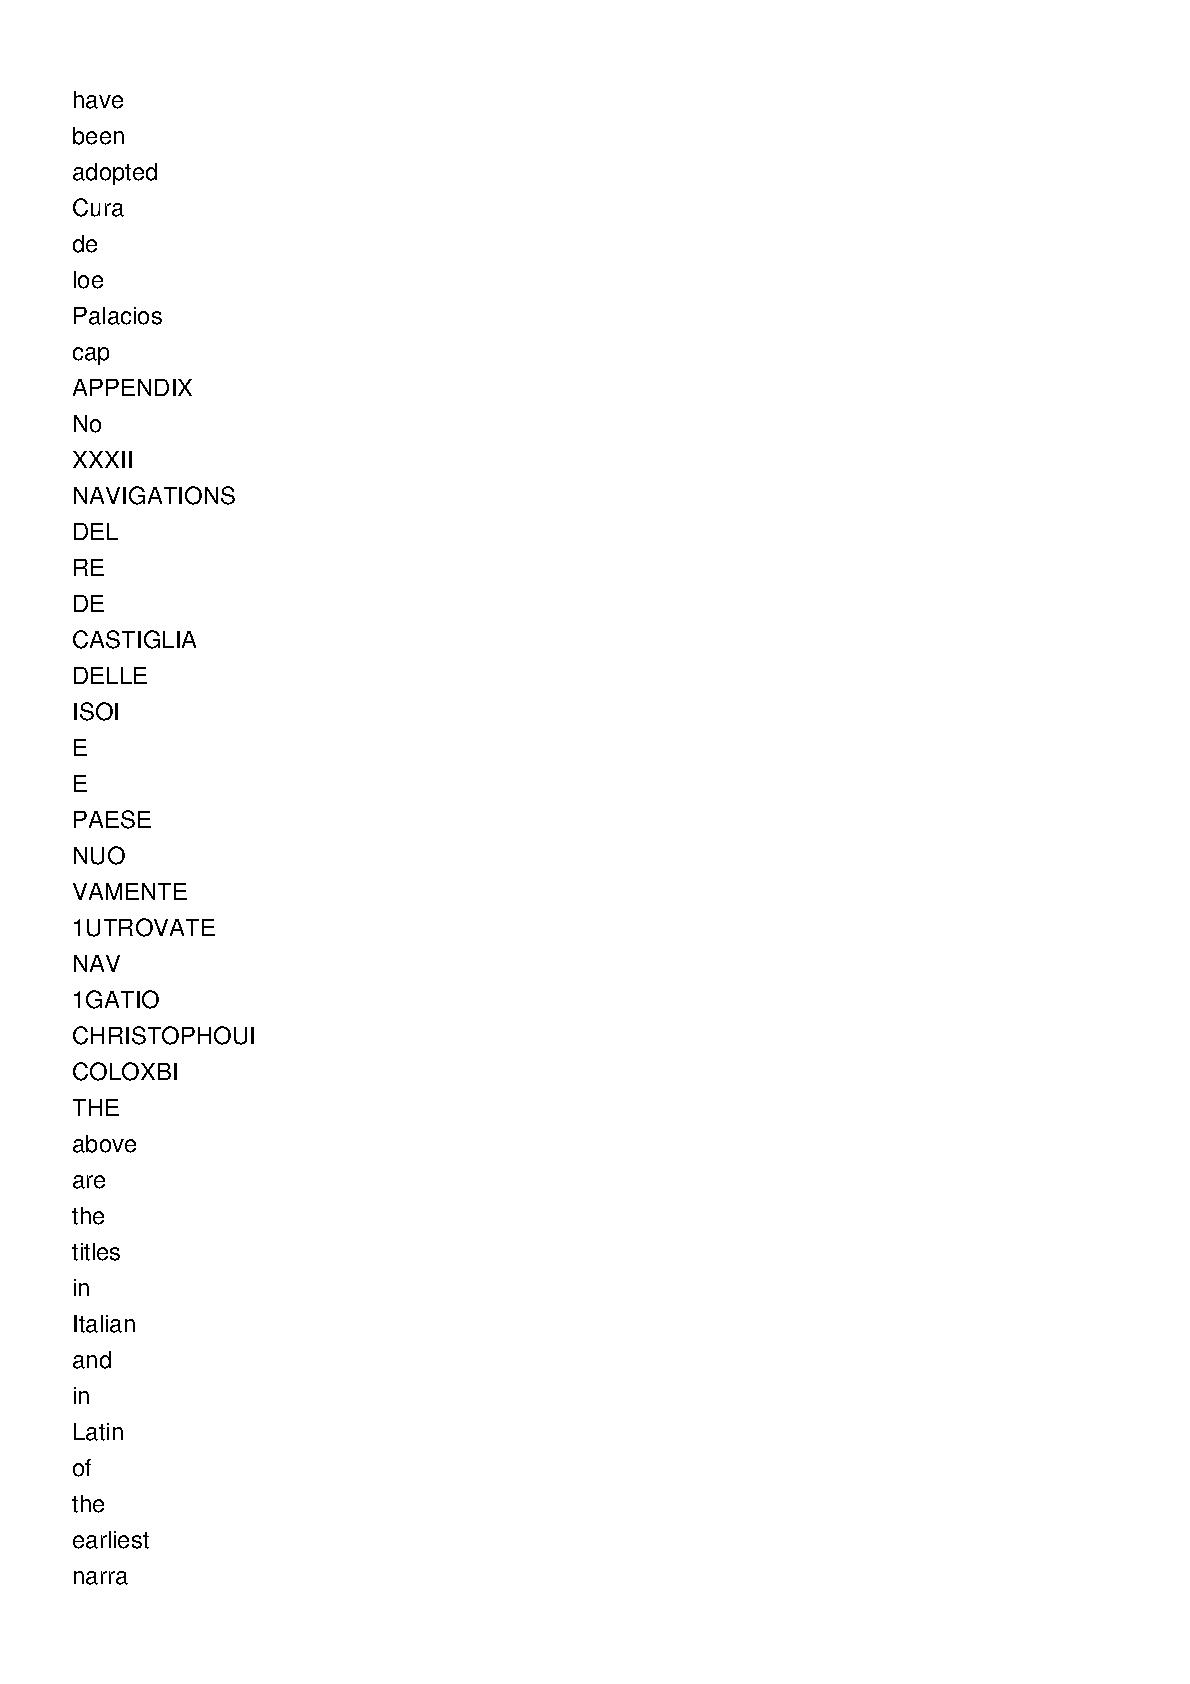 have
been
adopted
Cura
de
loe
Palacios
cap
APPENDIX
No
XXXII
NAVIGATIONS
DEL
RE
DE
CASTIGLIA
DELLE
ISOI
E
E
PAESE
NUO
VAMENTE
1UTROVATE
NAV
1GATIO
CHRISTOPHOUI
COLOXBI
THE
above
are
the
titles
in
Italian
and
in
Latin
of
the
earliest
narra